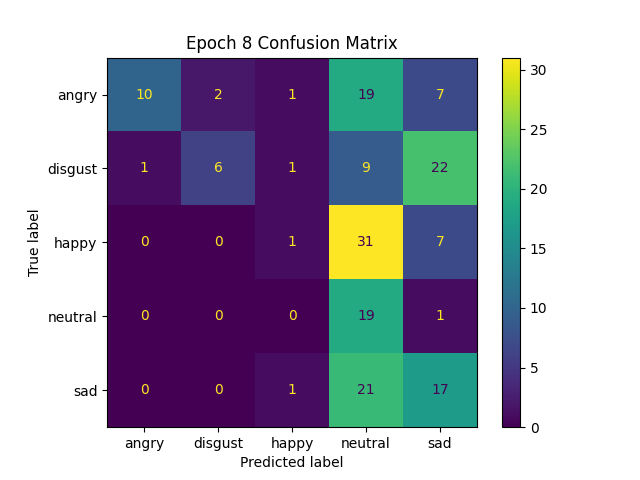 Epoch 8 Confusion Matrix
angry 10 2 1 19 7
disgust 1 6 1 9 22
happy 0 0 1 31 7
neutral 0 0 0 19 1
sad 0 0 1 21 17
angry disgust happy neutral sad
Predicted label
True label
30
25
20
15
10
5
0